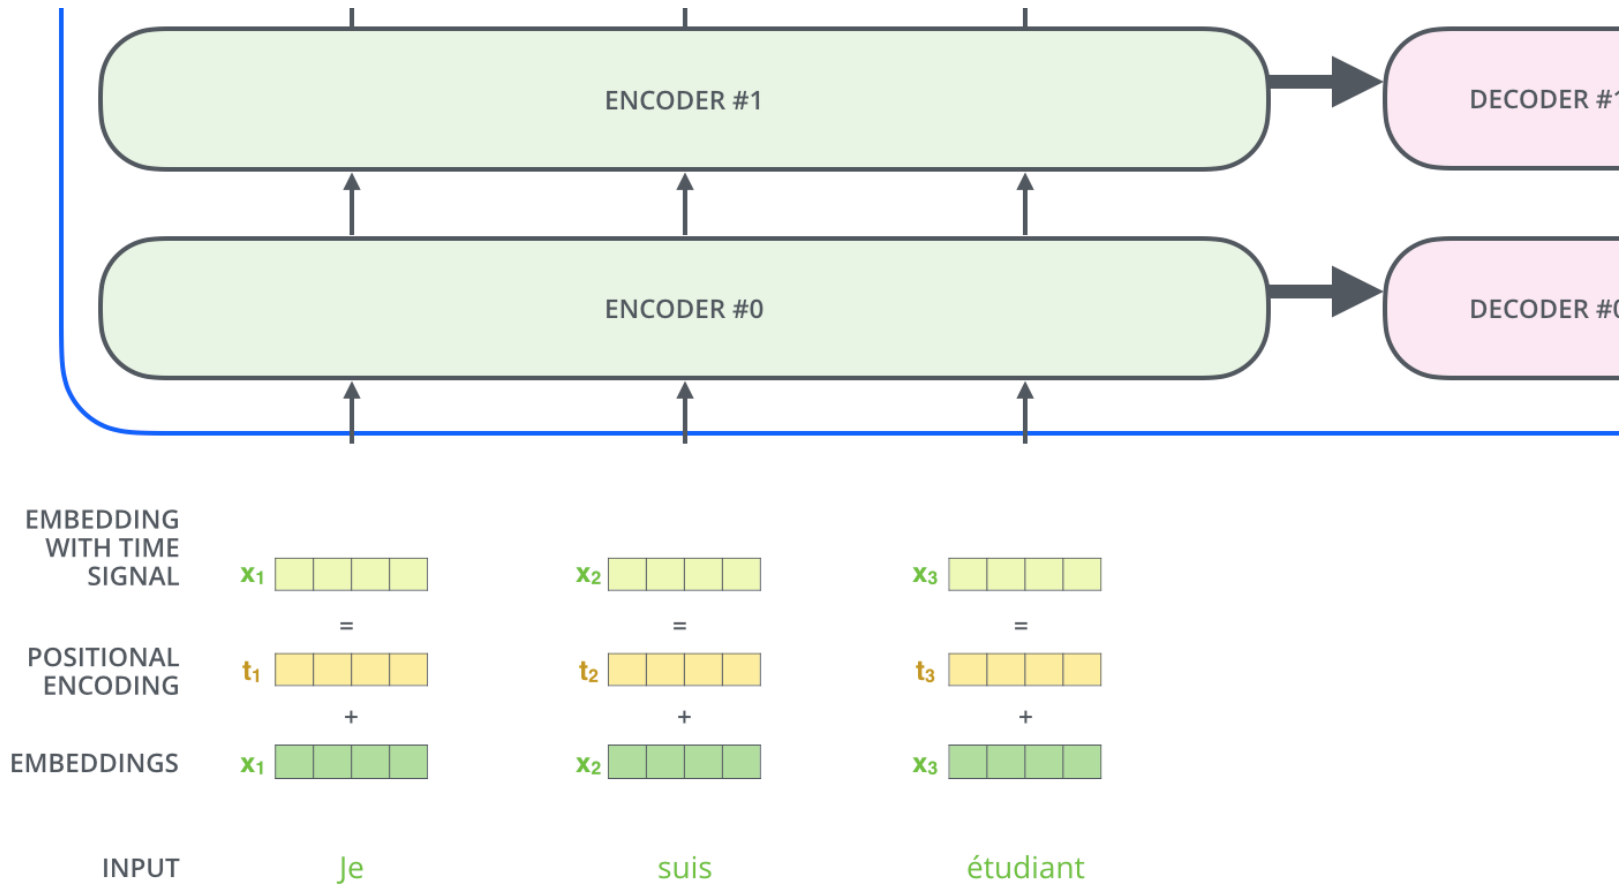 ENCODER #1
DECODER #1
ENCODER #0
DECODER #0
EMBEDDING
WITH TIME
SIGNAL
x1
x2
x3
= = =
POSITIONAL
ENCODING
t1
t2
t3
+ + +
EMBEDDINGS
x1
x2
x3
INPUT
Je
suis
étudiant